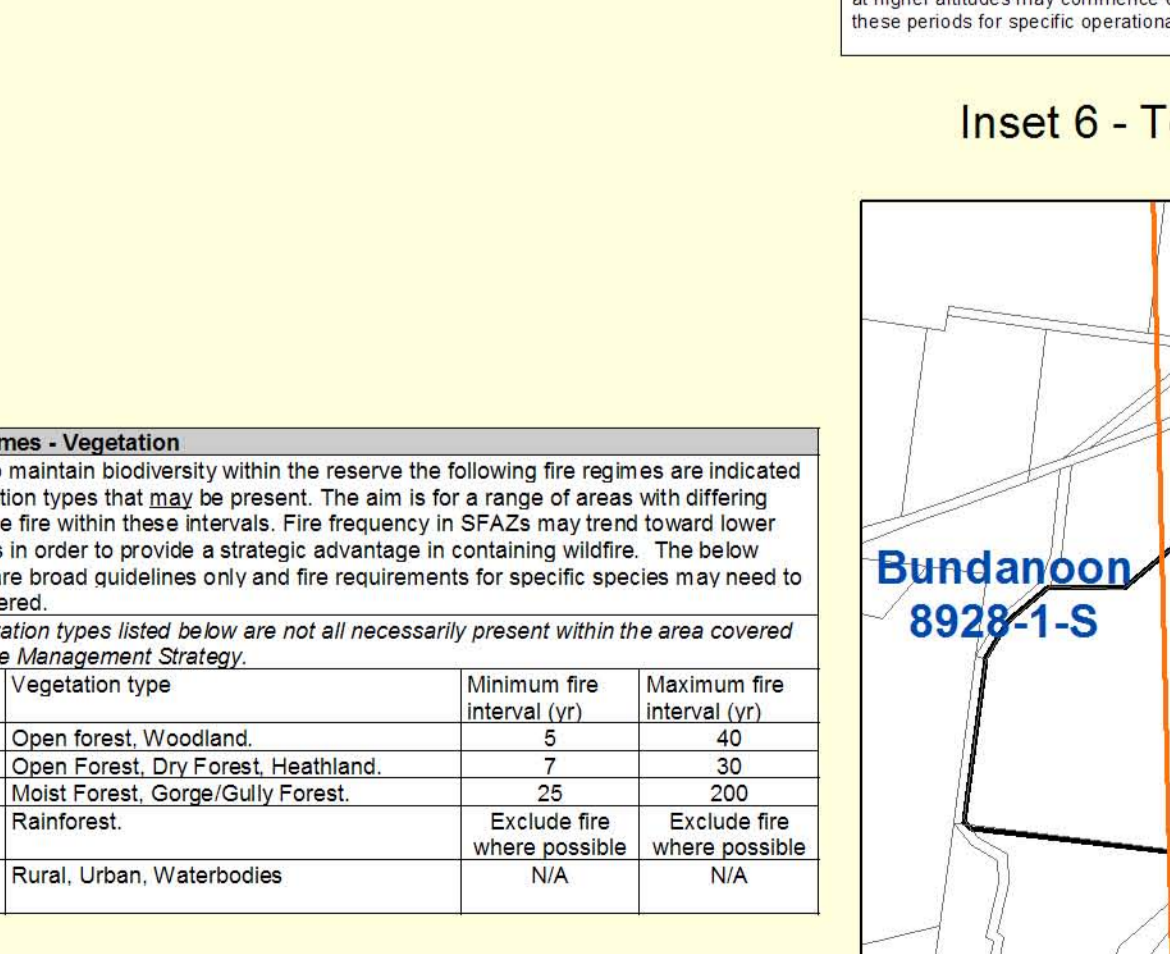 these periods for specific operationa
Inset 6 - T
mes - Vegetation
o maintain biodiversity within the reserve the following fire regimes are indicated
tion types that may be present. The aim is for a range of areas with differing
e fire within these intervals. Fire frequency in SFAZs may trend toward lower
s in order to provide a strategic advantage in containing wildfire. The below
are broad guidelines only and fire requirements for specific species may need to
ered.
ation types listed below are not all necessarily present within the area covered
e Management Strategy.
Vegetation type
Minimum fire
interval (yr)
Maximum fire
interval (yr)
Open forest, Woodland.
5
40
Open Forest, Dry Forest, Heathland.
7
30
Moist Forest, Gorge/Gully Forest.
25
200
Rainforest.
Exclude fire
where possible
Exclude fire
where possible
Rural, Urban, Waterbodies
N/A
N/A
Bundanoon
8928-1-S